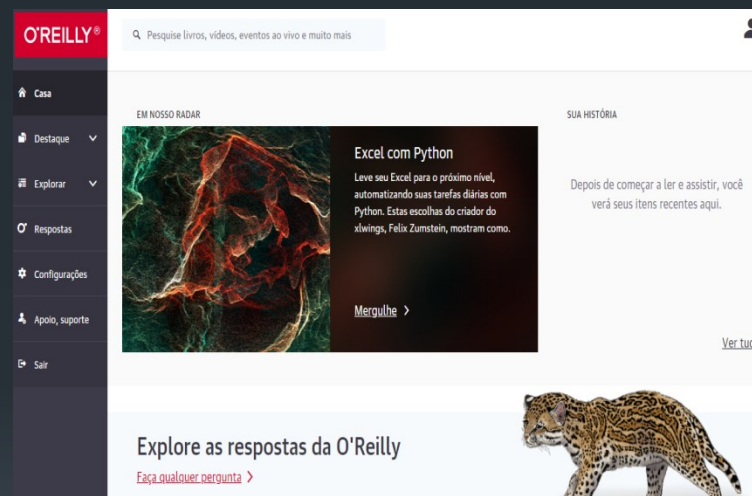 O'REILLY®
Pesquise livros, vídeos, eventos ao vivo e muito mais
Casa
Destaque
Explorar
Respostas
Configurações
Apoio, suporte
Sair
EM NOSSO RADAR
Excel com Python
Leve seu Excel para o próximo nível,
automatizando suas tarefas diárias com
Python. Estas escolhas do criador do
xlwings, Felix Zumstein, mostram como.
Mergulhe >
SUA HISTÓRIA
Depois de começar a ler e assistir, você
verá seus itens recentes aqui.
Ver
Explore as respostas da O'Reilly
Faça qualquer pergunta >